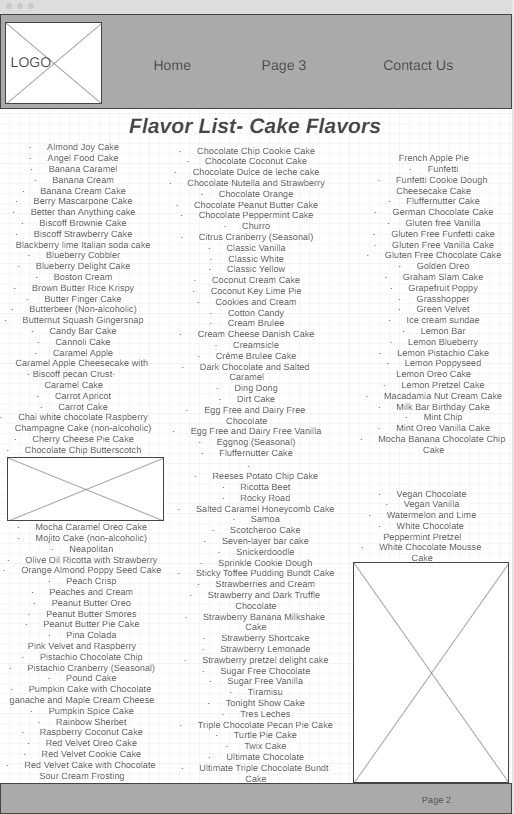 LOGO
Home
Page 3
Contact Us
Flavor List- Cake Flavors
· Almond Joy Cake
· Angel Food Cake
· Banana Caramel
· Banana Cream
· Banana Cream Cake
· Berry Mascarpone Cake
· Better than Anything cake
· Biscoff Brownie Cake
· Biscoff Strawberry Cake
Blackberry lime Italian soda cake
· Blueberry Cobbler
· Blueberry Delight Cake
· Boston Cream
· Brown Butter Rice Krispy
· Butter Finger Cake
· Butterbeer (Non-alcoholic)
· Butternut Squash Gingersnap
· Candy Bar Cake
· Cannoli Cake
· Caramel Apple
Caramel Apple Cheesecake with
· Biscoff pecan Crust·
Caramel Cake
· Carrot Apricot
· Carrot Cake
· Chai white chocolate Raspberry
Champagne Cake (non-alcoholic)
· Cherry Cheese Pie Cake
· Chocolate Chip Butterscotch
· Mocha Caramel Oreo Cake
· Mojito Cake (non-alcoholic)
· Neapolitan
· Olive Oil Ricotta with Strawberry
· Orange Almond Poppy Seed Cake
· Peach Crisp
· Peaches and Cream
· Peanut Butter Oreo
· Peanut Butter Smores
· Peanut Butter Pie Cake
· Pina Colada
Pink Velvet and Raspberry
· Pistachio Chocolate Chip
· Pistachio Cranberry (Seasonal)
· Pound Cake
· Pumpkin Cake with Chocolate
ganache and Maple Cream Cheese
· Pumpkin Spice Cake
· Rainbow Sherbet
· Raspberry Coconut Cake
· Red Velvet Oreo Cake
· Red Velvet Cookie Cake
· Red Velvet Cake with Chocolate
Sour Cream Frosting
· Chocolate Chip Cookie Cake
· Chocolate Coconut Cake
· Chocolate Dulce de leche cake
· Chocolate Nutella and Strawberry
· Chocolate Orange
· Chocolate Peanut Butter Cake
· Chocolate Peppermint Cake
· Churro
· Citrus Cranberry (Seasonal)
· Classic Vanilla
· Classic White
· Classic Yellow
· Coconut Cream Cake
· Coconut Key Lime Pie
· Cookies and Cream
· Cotton Candy
· Cream Brulee
· Cream Cheese Danish Cake
· Creamsicle
· Crème Brulee Cake
· Dark Chocolate and Salted
Caramel
· Ding Dong
· Dirt Cake
· Egg Free and Dairy Free
Chocolate
· Egg Free and Dairy Free Vanilla
· Eggnog (Seasonal)
· Fluffernutter Cake
·
· Reeses Potato Chip Cake
· Ricotta Beet
· Rocky Road
· Salted Caramel Honeycomb Cake
· Samoa
· Scotcheroo Cake
· Seven-layer bar cake
· Snickerdoodle
· Sprinkle Cookie Dough
· Sticky Toffee Pudding Bundt Cake
· Strawberries and Cream
· Strawberry and Dark Truffle
Chocolate
· Strawberry Banana Milkshake
Cake
· Strawberry Shortcake
· Strawberry Lemonade
· Strawberry pretzel delight cake
· Sugar Free Chocolate
· Sugar Free Vanilla
· Tiramisu
· Tonight Show Cake
· Tres Leches
· Triple Chocolate Pecan Pie Cake
· Turtle Pie Cake
· Twix Cake
· Ultimate Chocolate
· Ultimate Triple Chocolate Bundt
Cake
French Apple Pie
· Funfetti
· Funfetti Cookie Dough
Cheesecake Cake
· Fluffernutter Cake
· German Chocolate Cake
· Gluten free Vanilla
· Gluten Free Funfetti cake
· Gluten Free Vanilla Cake
· Gluten Free Chocolate Cake
· Golden Oreo
· Graham Slam Cake
· Grapefruit Poppy
· Grasshopper
· Green Velvet
· Ice cream sundae
· Lemon Bar
· Lemon Blueberry
· Lemon Pistachio Cake
· Lemon Poppyseed
Lemon Oreo Cake
· Lemon Pretzel Cake
· Macadamia Nut Cream Cake
· Milk Bar Birthday Cake
· Mint Chip
· Mint Oreo Vanilla Cake
· Mocha Banana Chocolate Chip
Cake
· Vegan Chocolate
· Vegan Vanilla
· Watermelon and Lime
· White Chocolate
Peppermint Pretzel
· White Chocolate Mousse
Cake
Page 2